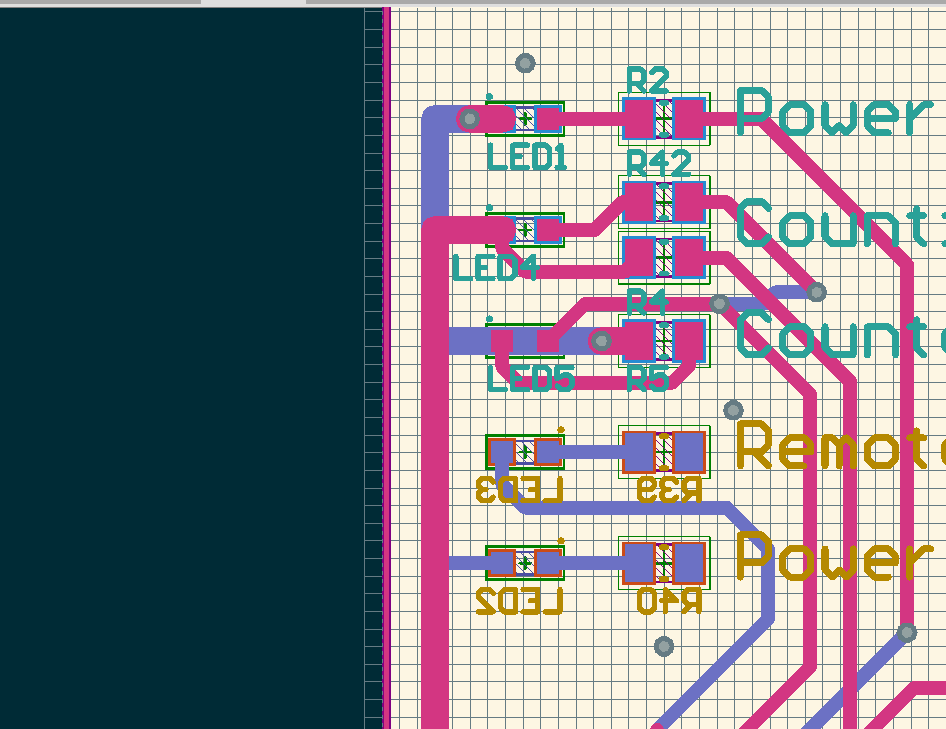 R2
Power
LED1
R42
Count
LED4
R4
Count
LED5
R5
Remot
LED3
R39
Power
LED2
R40